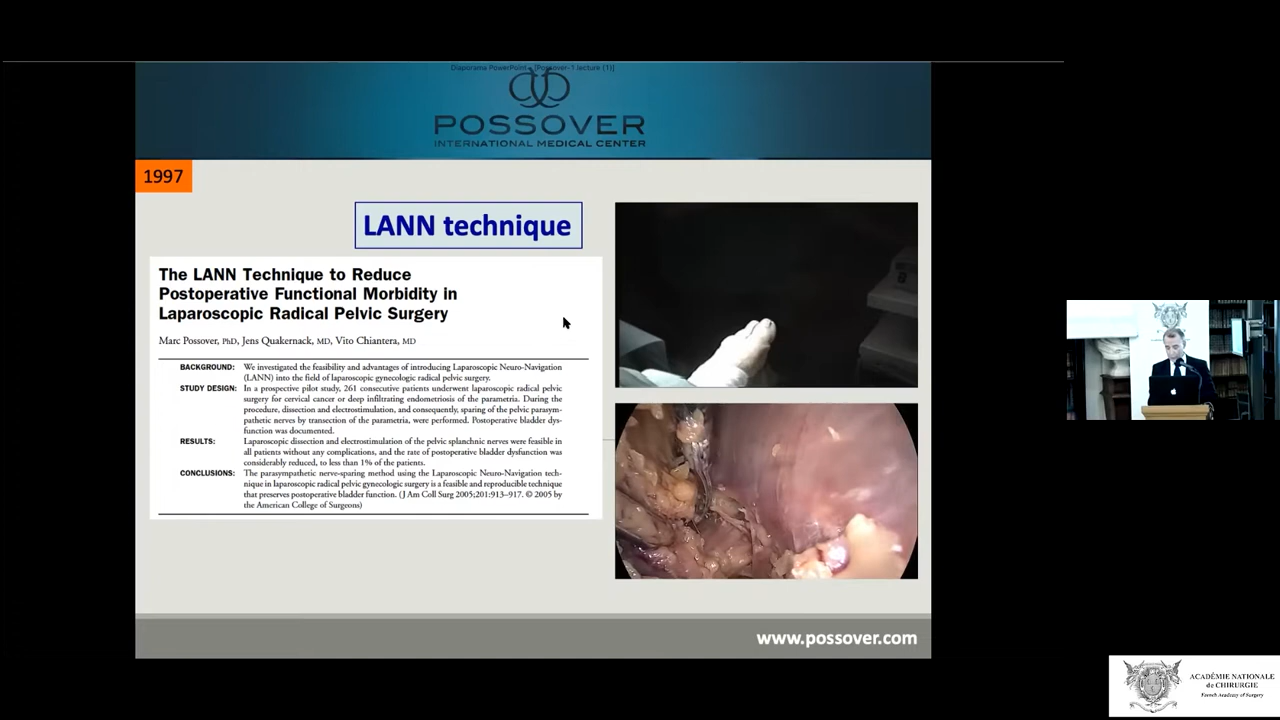 Diaporama PowerPoint - [Possover-1 lecture (1)]
POSSOVER
INTERNATIONAL MEDICAL CENTER
1997
LANN technique
The LANN Technique to Reduce
Postoperative Functional Morbidity in
Laparoscopic Radical Pelvic Surgery
Marc Possover, PhD, Jens Quakernack, MD, Vito Chiantera, MD
BACKGROUND: We investigated the feasibility and advantages of introducing Laparoscopic Neuro-Navigation
(LANN) into the field of laparoscopic gynecologic radical pelvic surgery.
STUDY DESIGN: In a prospective pilot study, 261 consecutive patients underwent laparoscopic radical pelvic
surgery for cervical cancer or deep infiltrating endometriosis of the parametria. During the
procedure, dissection and electrostimulation, and consequently, sparing of the pelvic parasym-
pathetic nerves by transection of the parametria, were performed. Postoperative bladder dys-
function was documented.
RESULTS: Laparoscopic dissection and electrostimulation of the pelvic splanchnic nerves were feasible in
all patients without any complications, and the rate of postoperative bladder dysfunction was
considerably reduced, to less than 1% of the patients.
CONCLUSIONS: The parasympathetic nerve-sparing method using the Laparoscopic Neuro-Navigation tech-
nique in laparoscopic radical pelvic gynecologic surgery is a feasible and reproducible technique
that preserves postoperative bladder function. (J Am Coll Surg 2005;201:913–917. © 2005 by
the American College of Surgeons)
www.possover.com
ACADÉMIE NATIONALE
de CHIRURGIE
French Academy of Surgery